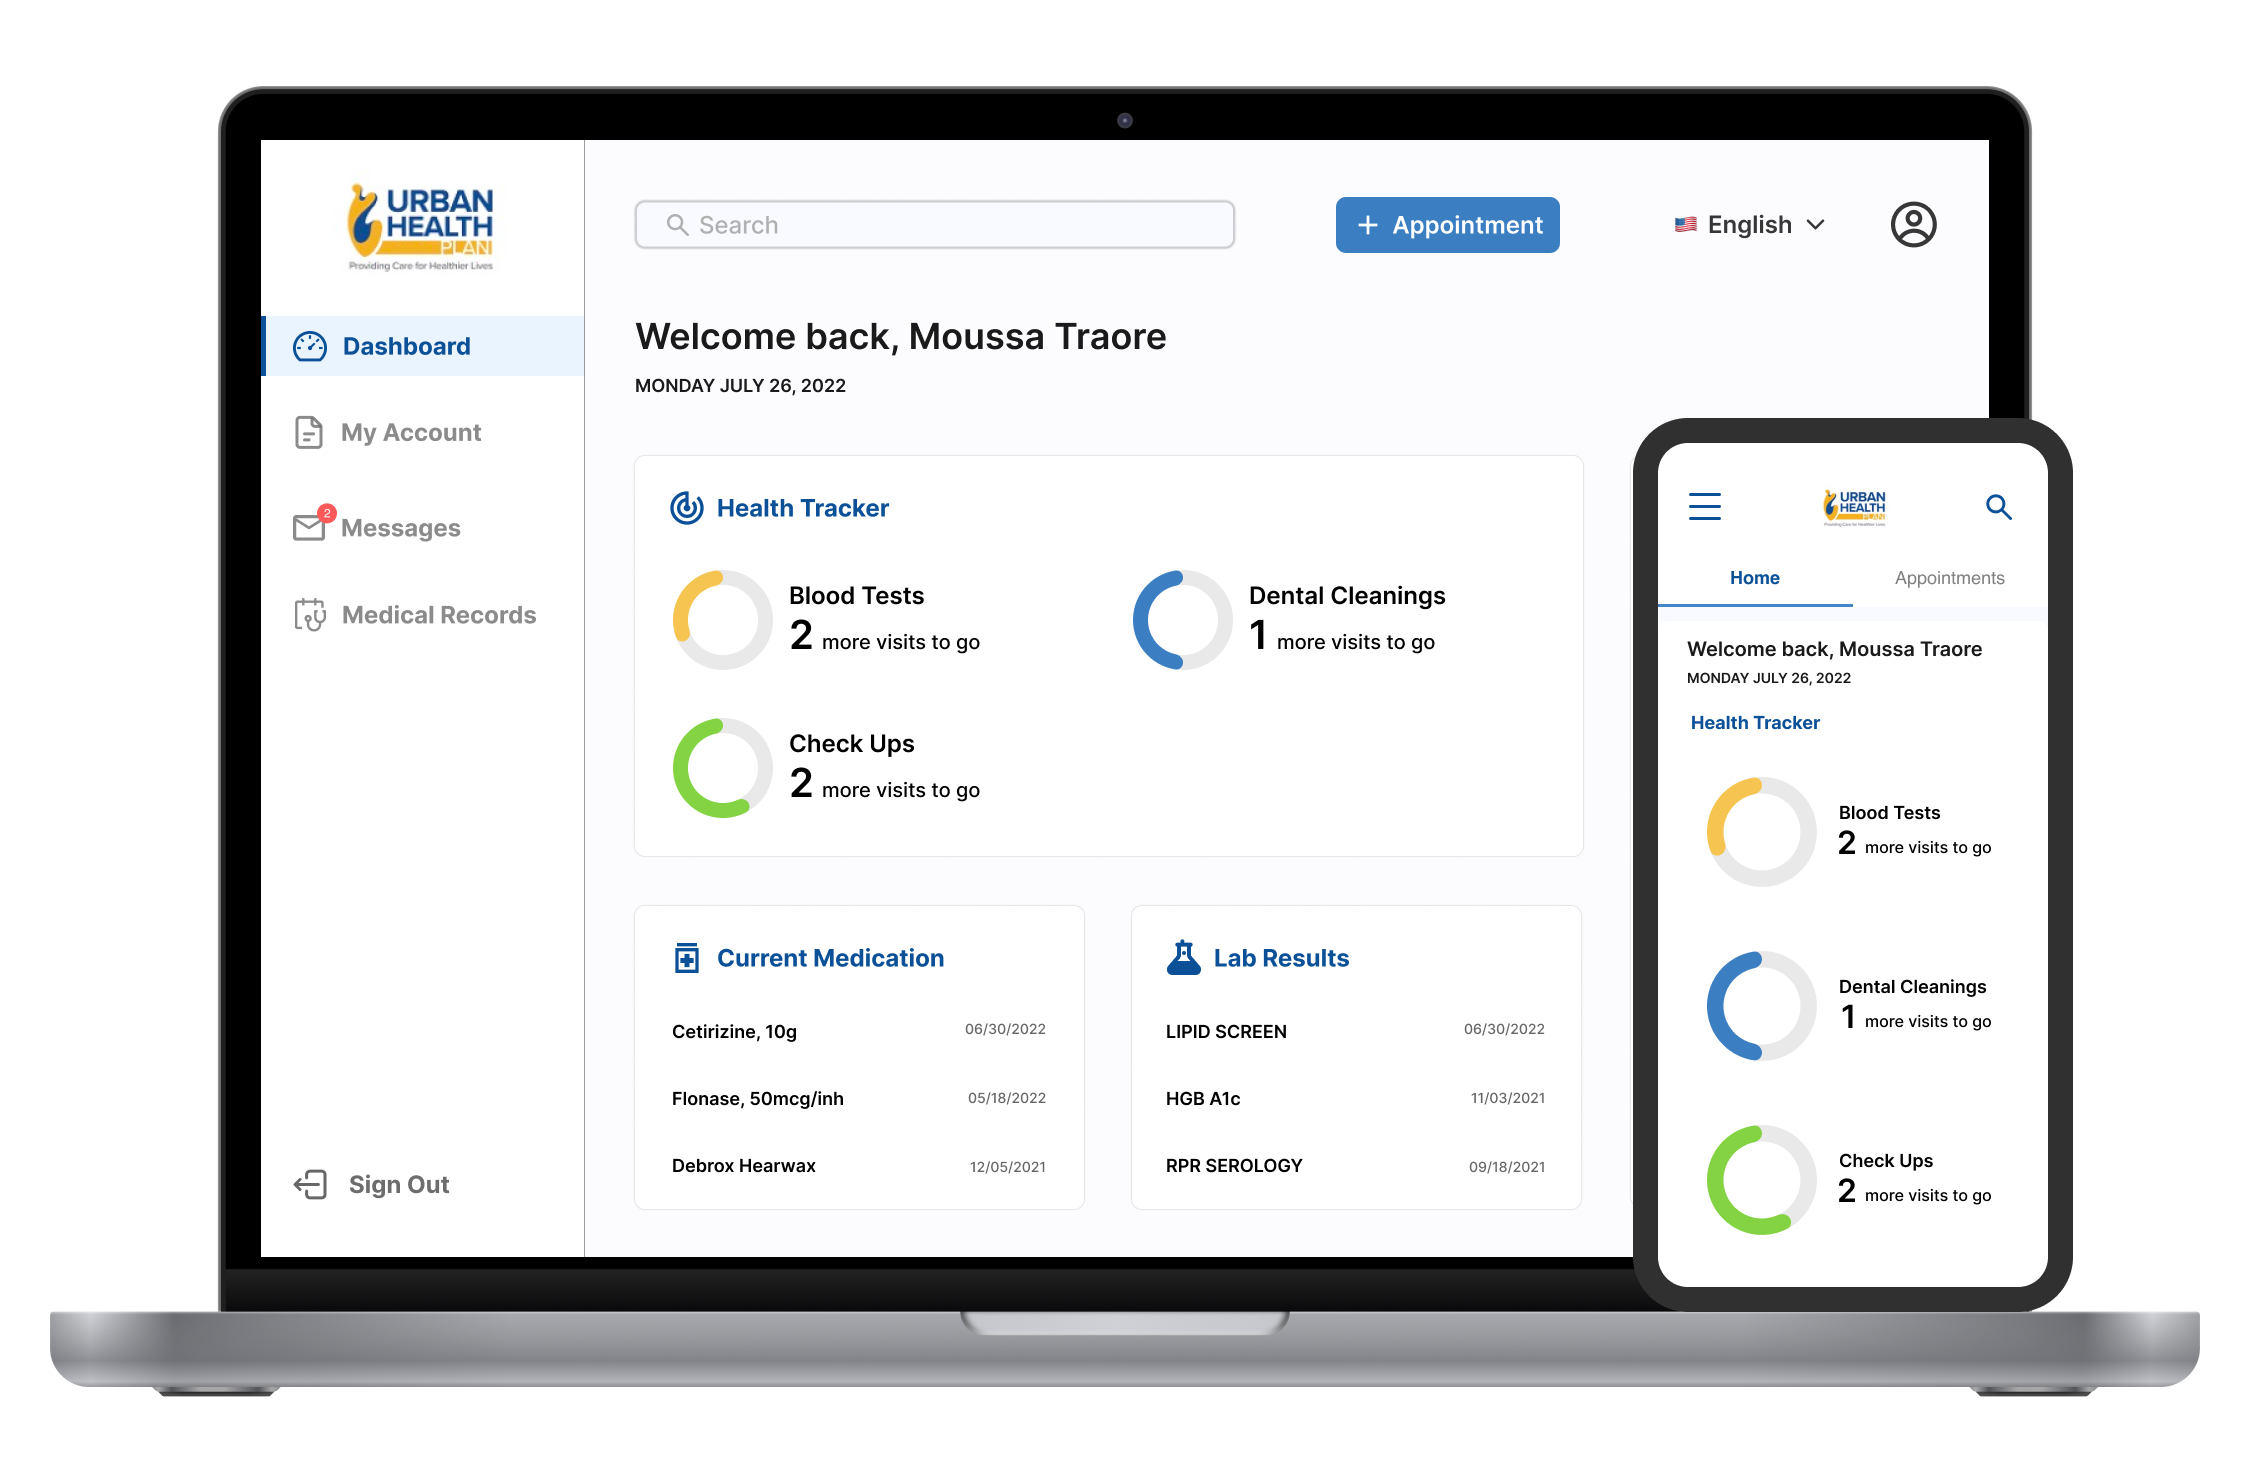 URBAN
HEALTH
PLAN
Providing Care for Healthier Lives
Dashboard
My Account
2
Messages
Medical Records
Sign Out
Search
+ Appointment
English
Welcome back, Moussa Traore
MONDAY JULY 26, 2022
Health Tracker
Blood Tests
2 more visits to go
Dental Cleanings
1 more visits to go
Check Ups
2 more visits to go
Current Medication
Cetirizine, 10g 06/30/2022
Flonase, 50mcg/inh 05/18/2022
Debrox Hearwax 12/05/2021
Lab Results
LIPID SCREEN 06/30/2022
HGB A1c 11/03/2021
RPR SEROLOGY 09/18/2021
URBAN
HEALTH
PLAN
Providing Care for Healthier Lives
Home Appointments
Welcome back, Moussa Traore
MONDAY JULY 26, 2022
Health Tracker
Blood Tests
2 more visits to go
Dental Cleanings
1 more visits to go
Check Ups
2 more visits to go